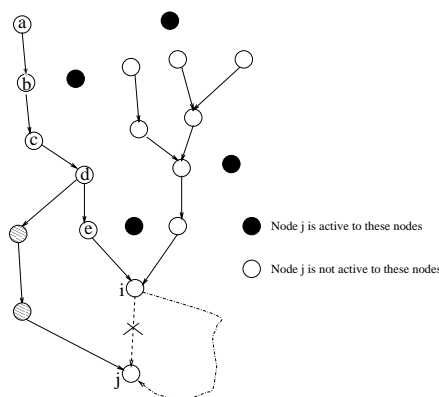 a
b
c
d
e
Node j is active to these nodes
Node j is not active to these nodes
i
j